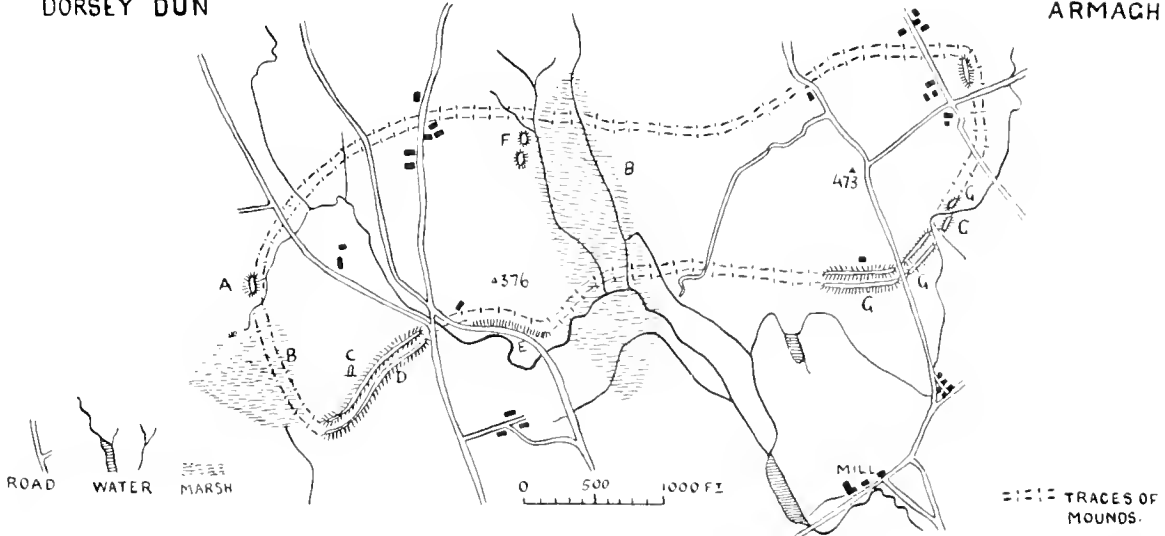 DORSEY DUN
ARMAGH
F
B
473
G
C
A
376
G
G
B
C
E
D
0 500 1000 FT
ROAD WATER MARSH
MILL
TRACES OF
MOUNDS.